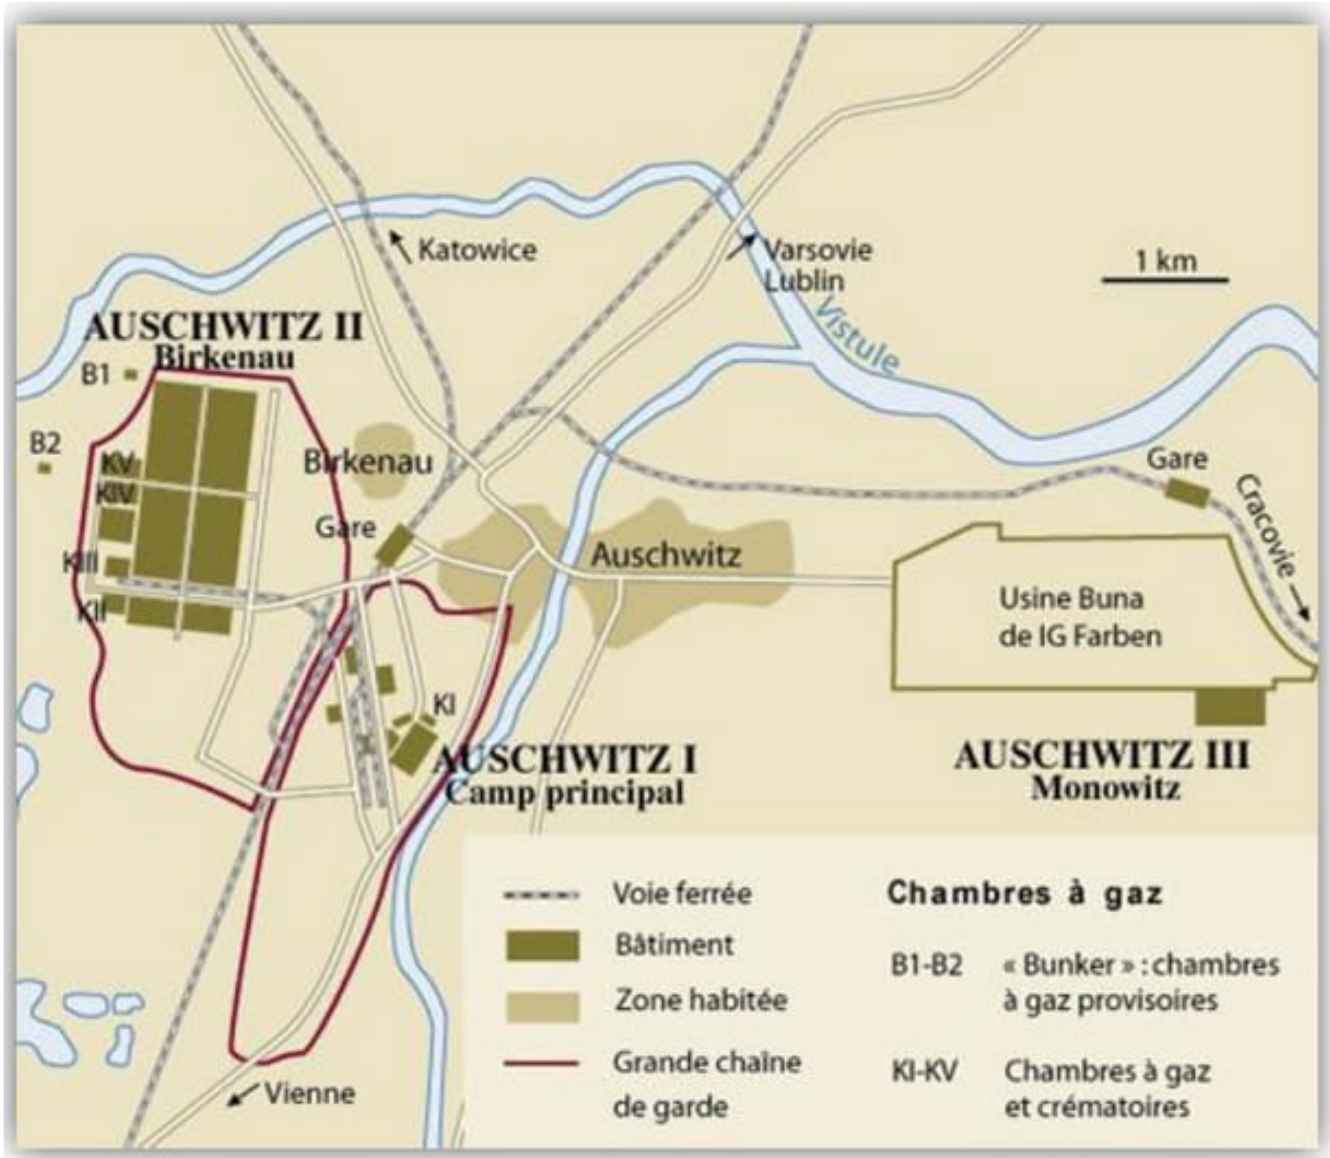 Katowice
Varsovie
Lublin
1 km
Vistule
AUSCHWITZ II
Birkenau
B1
B2
KV
KIV
KIII
KII
Birkenau
Gare
Auschwitz
Gare
Cracovie
Usine Buna
de IG Farben
KI
AUSCHWITZ I
Camp principal
AUSCHWITZ III
Monowitz
Vienne
Voie ferrée
Bâtiment
Zone habitée
Grande chaîne
de garde
Chambres à gaz
B1-B2 « Bunker » : chambres
à gaz provisoires
KI-KV Chambres à gaz
et crématoires